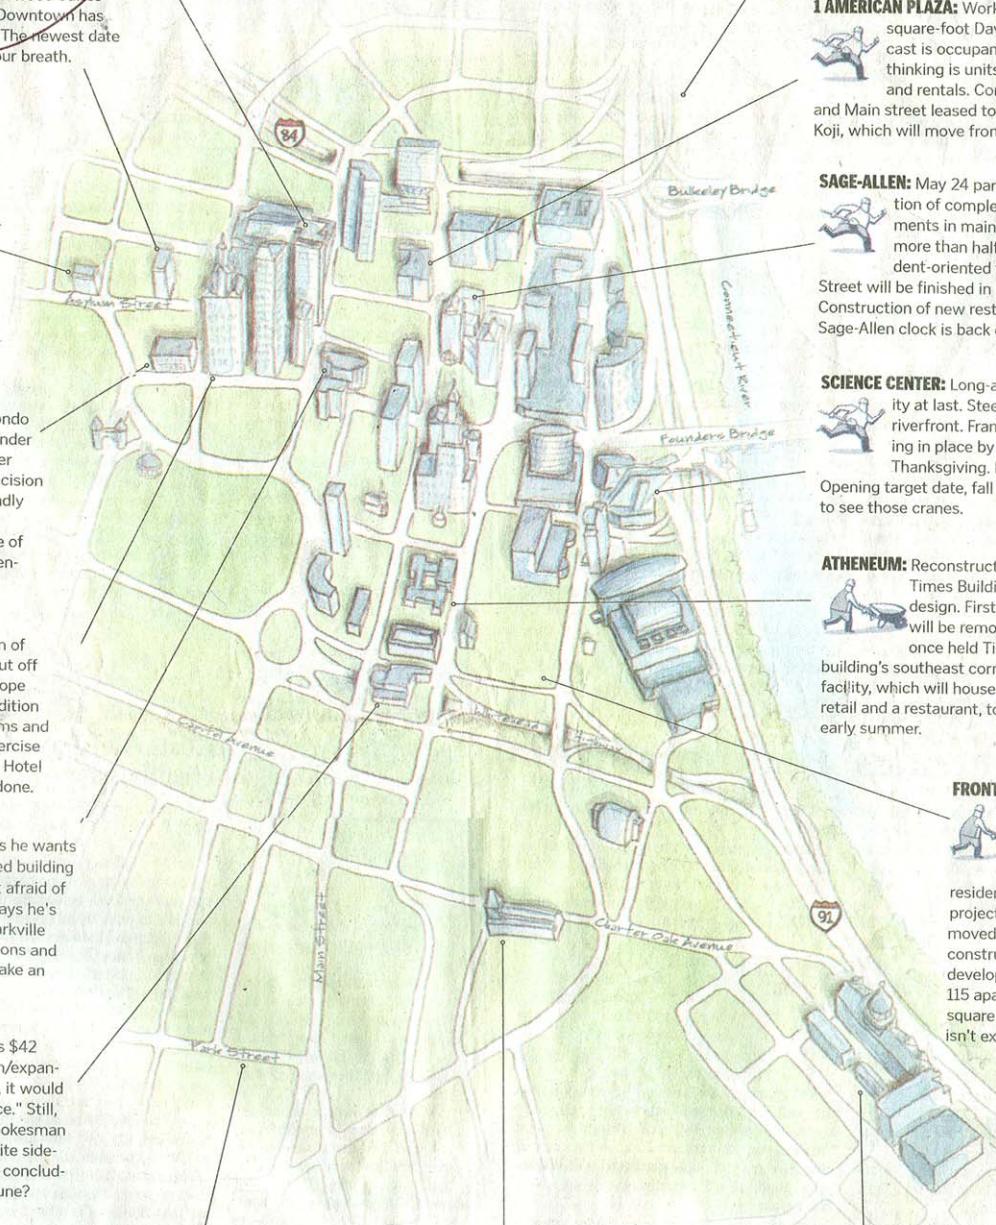 Downtown has
The newest date
our breath.
ondo
nder
er
cision
ndly
e of
en-
n of
ut off
ope
dition
ms and
ercise
Hotel
done.
s he wants
ed building
t afraid of
ays he's
arkville
ons and
ake an
s $42
n/expan-
, it would
ce." Still,
okesman
ite side-
conclud-
une?
84
Bulkeley Bridge
Asylum Street
Connecticut River
Founders Bridge
Capitol Avenue
Whitehead
Highway
Main Street
91
Charter Oak Avenue
Park Street
1 AMERICAN PLAZA: Work
square-foot Dav
cast is occupan
thinking is units
and rentals. Cor
and Main street leased to
Koji, which will move from
SAGE-ALLEN: May 24 par
tion of comple
ments in main
more than half
dent-oriented
Street will be finished in
Construction of new rest
Sage-Allen clock is back
SCIENCE CENTER: Long-a
ity at last. Stee
riverfront. Fran
ing in place by
Thanksgiving.
Opening target date, fall
to see those cranes.
ATHENEUM: Reconstruct
Times Buildi
design. First
will be remo
once held Ti
building's southeast corn
facility, which will house
retail and a restaurant, to
early summer.
FRONT
residen
project
moved
constru
develop
115 apa
square
isn't ex